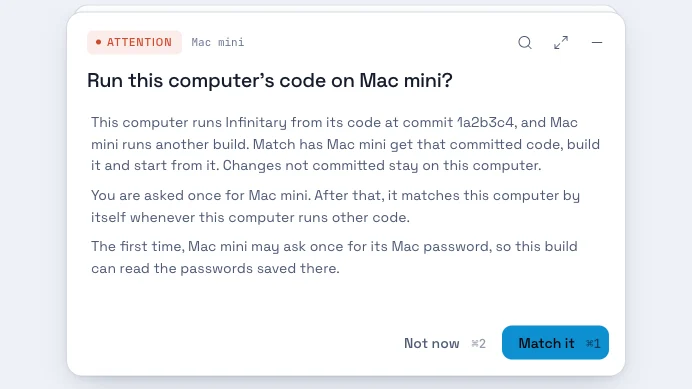 ATTENTION Mac mini
Run this computer's code on Mac mini?
This computer runs Infinitary from its code at commit 1a2b3c4, and Mac
mini runs another build. Match has Mac mini get that committed code, build
it and start from it. Changes not committed stay on this computer.
You are asked once for Mac mini. After that, it matches this computer by
itself whenever this computer runs other code.
The first time, Mac mini may ask once for its Mac password, so this build
can read the passwords saved there.
Not now ⌘2 Match it ⌘1